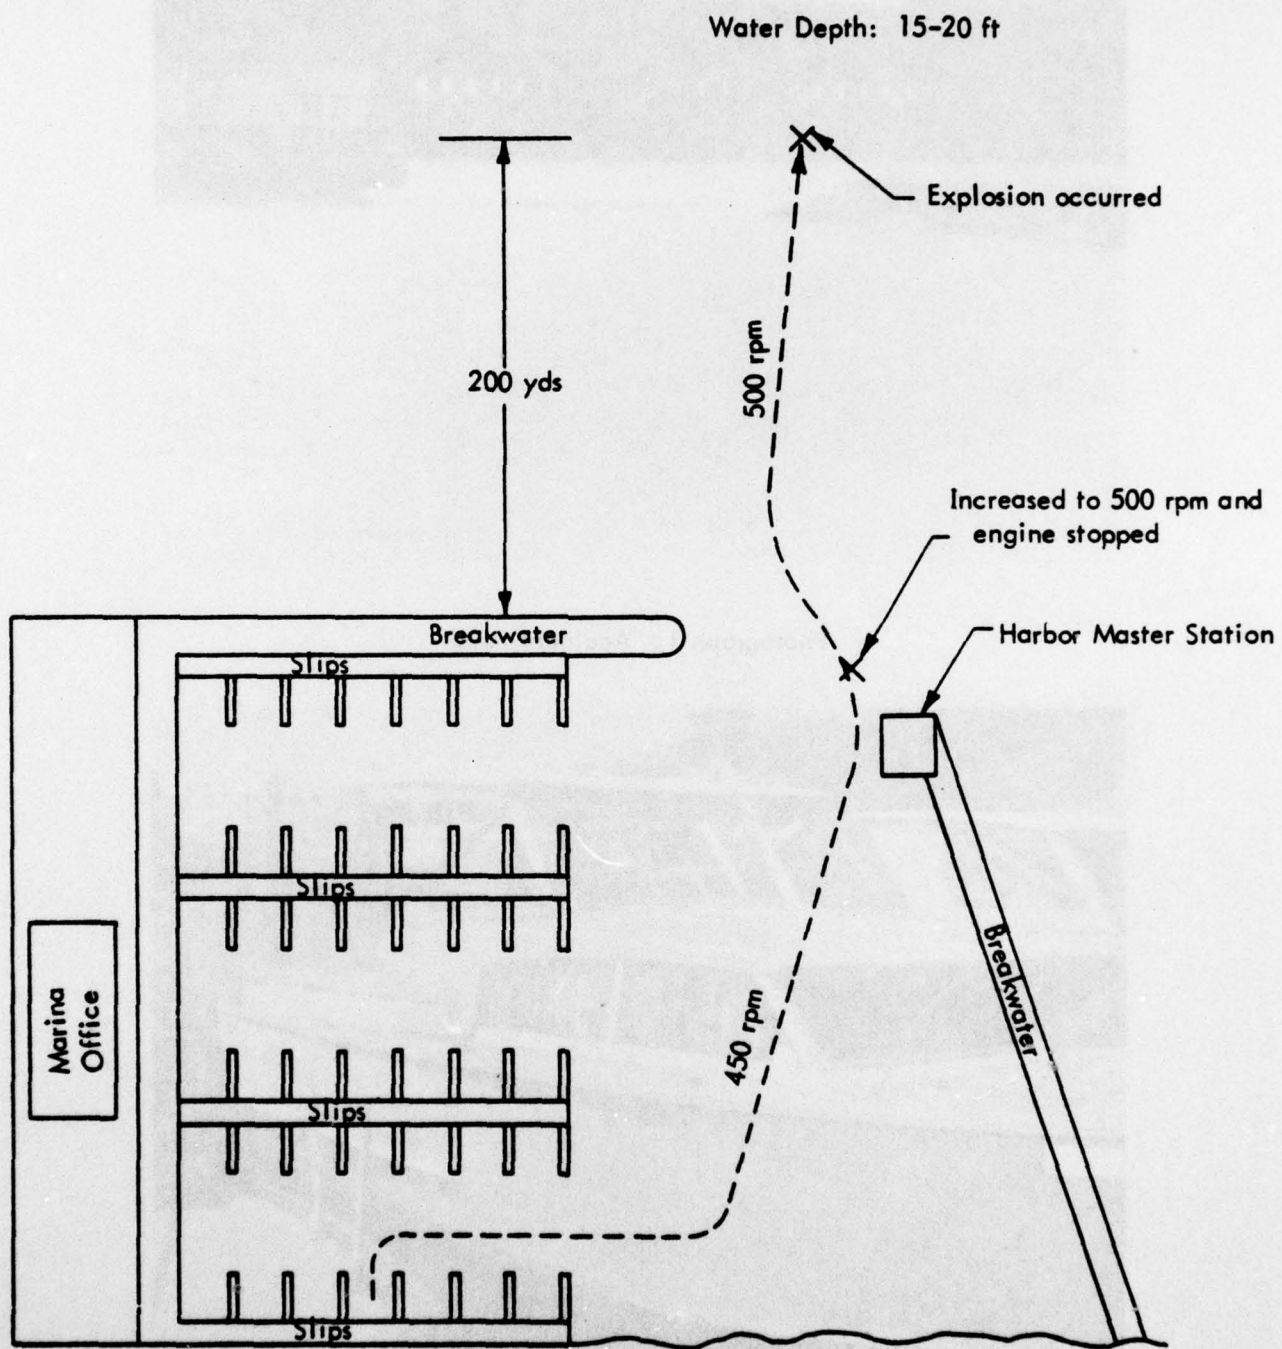 Water Depth: 15-20 ft
Explosion occurred
500 rpm
200 yds
Increased to 500 rpm and
engine stopped
Breakwater
Harbor Master Station
Slips
Slips
Breakwater
Marina
Office
450 rpm
Slips
Slips